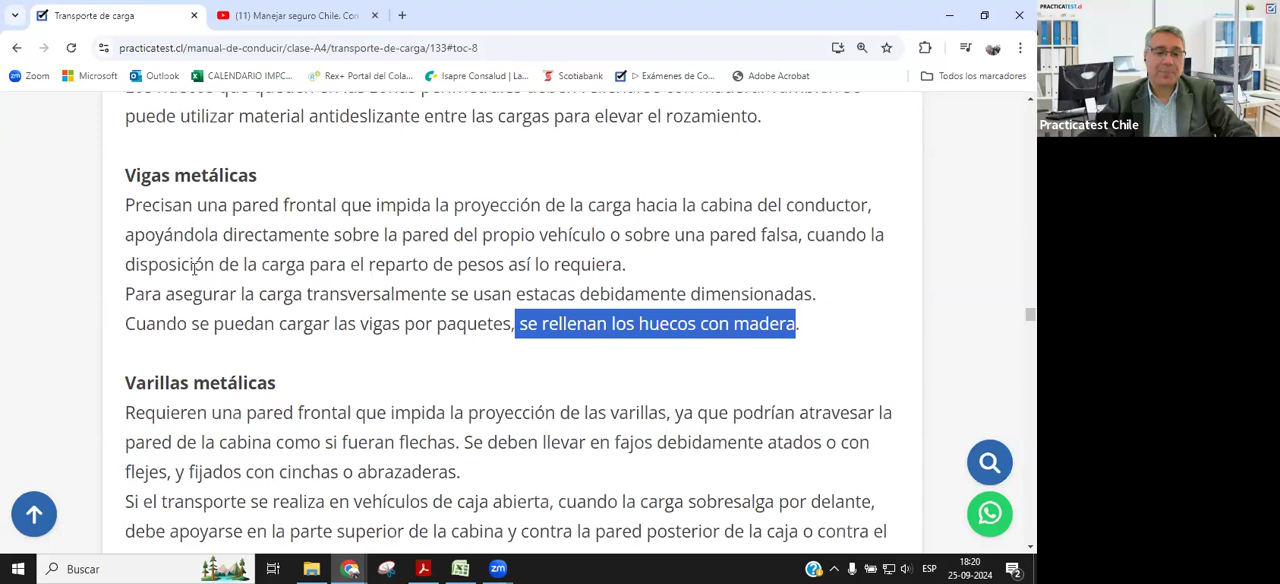 Transporte de carga
(11) Manejar seguro Chile: Con
practicatest.cl/manual-de-conducir/clase-A4/transporte-de-carga/133#toc-8
Zoom
Microsoft
Outlook
CALENDARIO IMPC...
Rex+ Portal del Cola...
Isapre Consalud | La...
Scotiabank
▷ Exámenes de Co...
Adobe Acrobat
Todos los marcadores
puede utilizar material antideslizante entre las cargas para elevar el rozamiento.
Vigas metálicas
Precisan una pared frontal que impida la proyección de la carga hacia la cabina del conductor,
apoyándola directamente sobre la pared del propio vehículo o sobre una pared falsa, cuando la
disposición de la carga para el reparto de pesos así lo requiera.
Para asegurar la carga transversalmente se usan estacas debidamente dimensionadas.
Cuando se puedan cargar las vigas por paquetes, se rellenan los huecos con madera.
Varillas metálicas
Requieren una pared frontal que impida la proyección de las varillas, ya que podrían atravesar la
pared de la cabina como si fueran flechas. Se deben llevar en fajos debidamente atados o con
flejes, y fijados con cinchas o abrazaderas.
Si el transporte se realiza en vehículos de caja abierta, cuando la carga sobresalga por delante,
debe apoyarse en la parte superior de la cabina y contra la pared posterior de la caja o contra el
PRACTICATEST.cl
Practicatest Chile
Buscar
ESP
18:20
25-09-2024
2